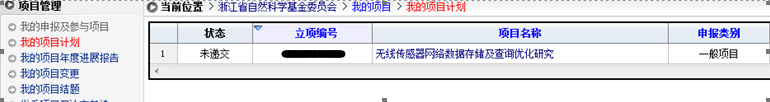 项目管理
我的申报及参与项目
我的项目计划
我的项目年度进展报告
我的项目变更
我的项目结题
当前位置 > 浙江省自然科学基金委员会 > 我的项目 > 我的项目计划
状态 立项编号 项目名称 申报类别
1 未递交 无线传感器网络数据存储及查询优化研究 一般项目